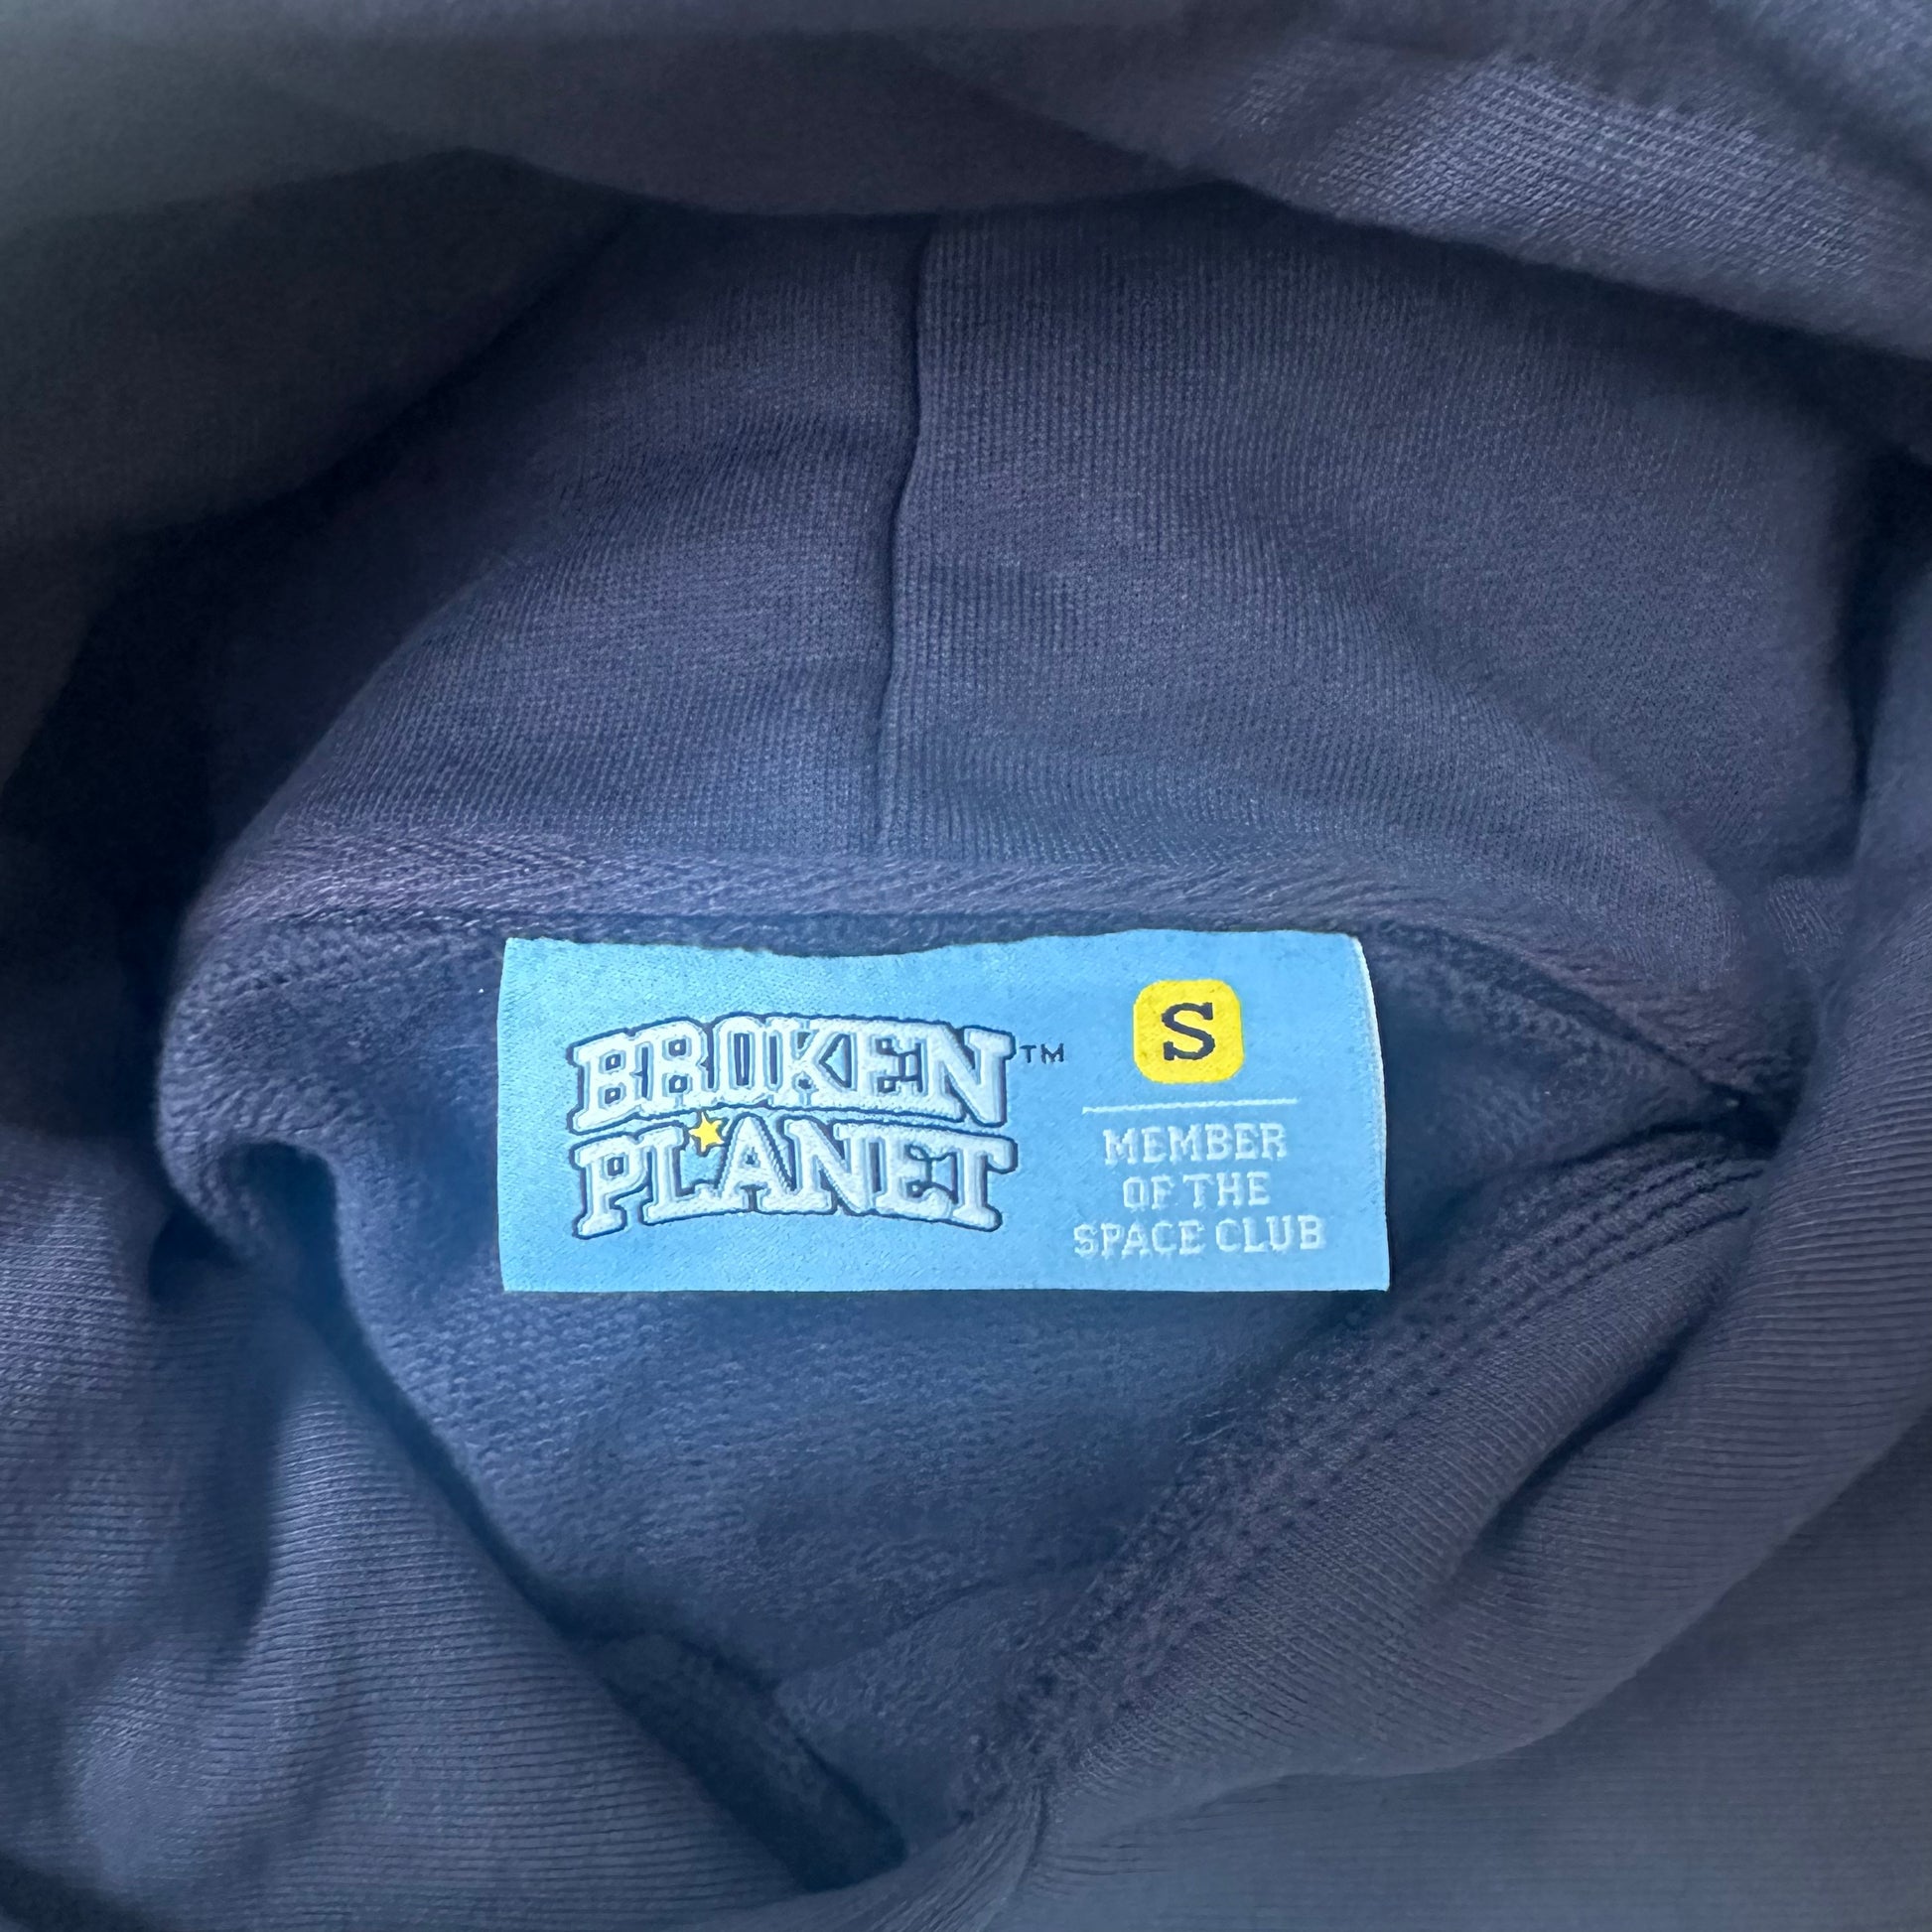 BROKEN™
PLANET
S
MEMBER
OF THE
SPACE CLUB